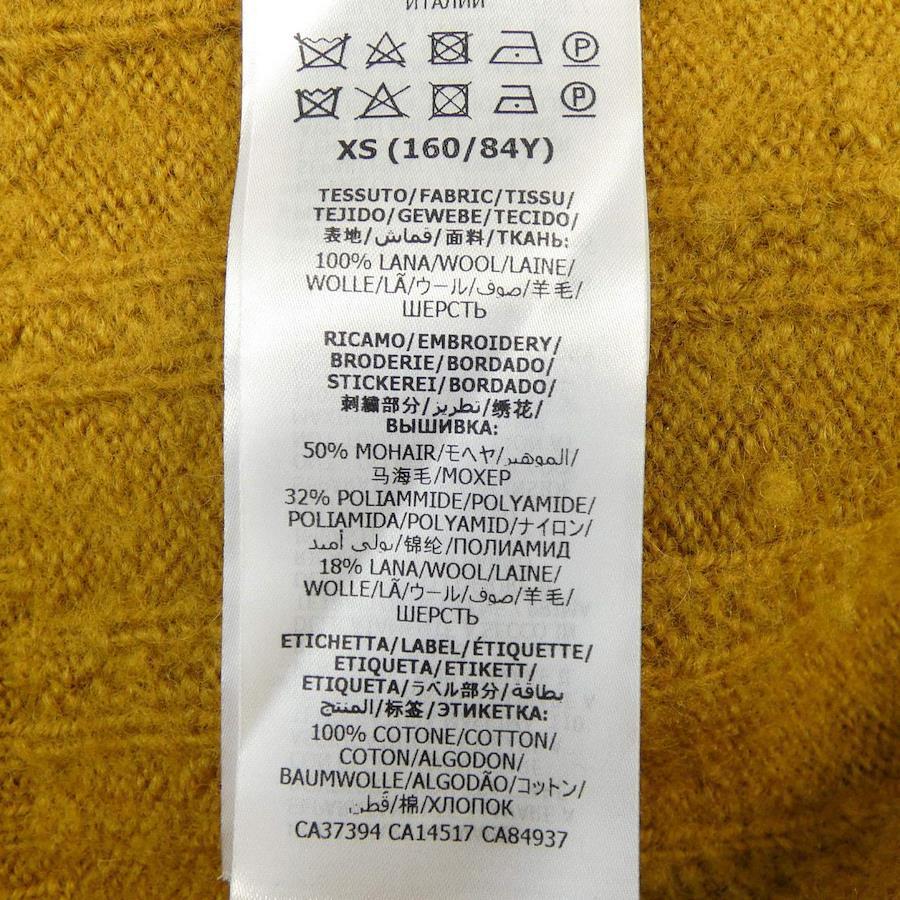 ИТАЛИИ
P
P
XS (160/84Y)
TESSUTO/FABRIC/TISSU/
TEJIDO/GEWEBE/TECIDO/
表地/قماش/面料/ТКАНЬ:
100% LANA/WOOL/LAINE/
WOLLE/LÃ/ウール/صوف/羊毛/
ШЕРСТЬ
RICAMO/EMBROIDERY/
BRODERIE/BORDADO/
STICKEREI/BORDADO/
刺繍部分/تطريز/绣花/
ВЫШИВКА:
50% MOHAIR/モヘヤ/الموهير/
马海毛/МОХЕР
32% POLIAMMIDE/POLYAMIDE/
POLIAMIDA/POLYAMID/ナイロン/
بولي أميد/锦纶/ПОЛИАМИД
18% LANA/WOOL/LAINE/
WOLLE/LÃ/ウール/صوف/羊毛/
ШЕРСТЬ
ETICHETTA/LABEL/ÉTIQUETTE/
ETIQUETA/ETIKETT/
ETIQUETA/ラベル部分/بطاقة/
المنتج/标签/ЭТИКЕТКА:
100% COTONE/COTTON/
COTON/ALGODON/
BAUMWOLLE/ALGODÃO/コットン/
قطن/棉/ХЛОПОК
CA37394 CA14517 CA84937